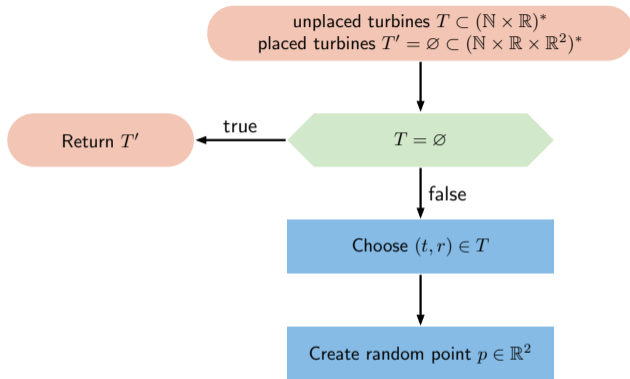 unplaced turbines T ⊂ (ℕ × ℝ)*
placed turbines T′ = ∅ ⊂ (ℕ × ℝ × ℝ²)*
Return T′
true
T = ∅
false
Choose (t, r) ∈ T
Create random point p ∈ ℝ²